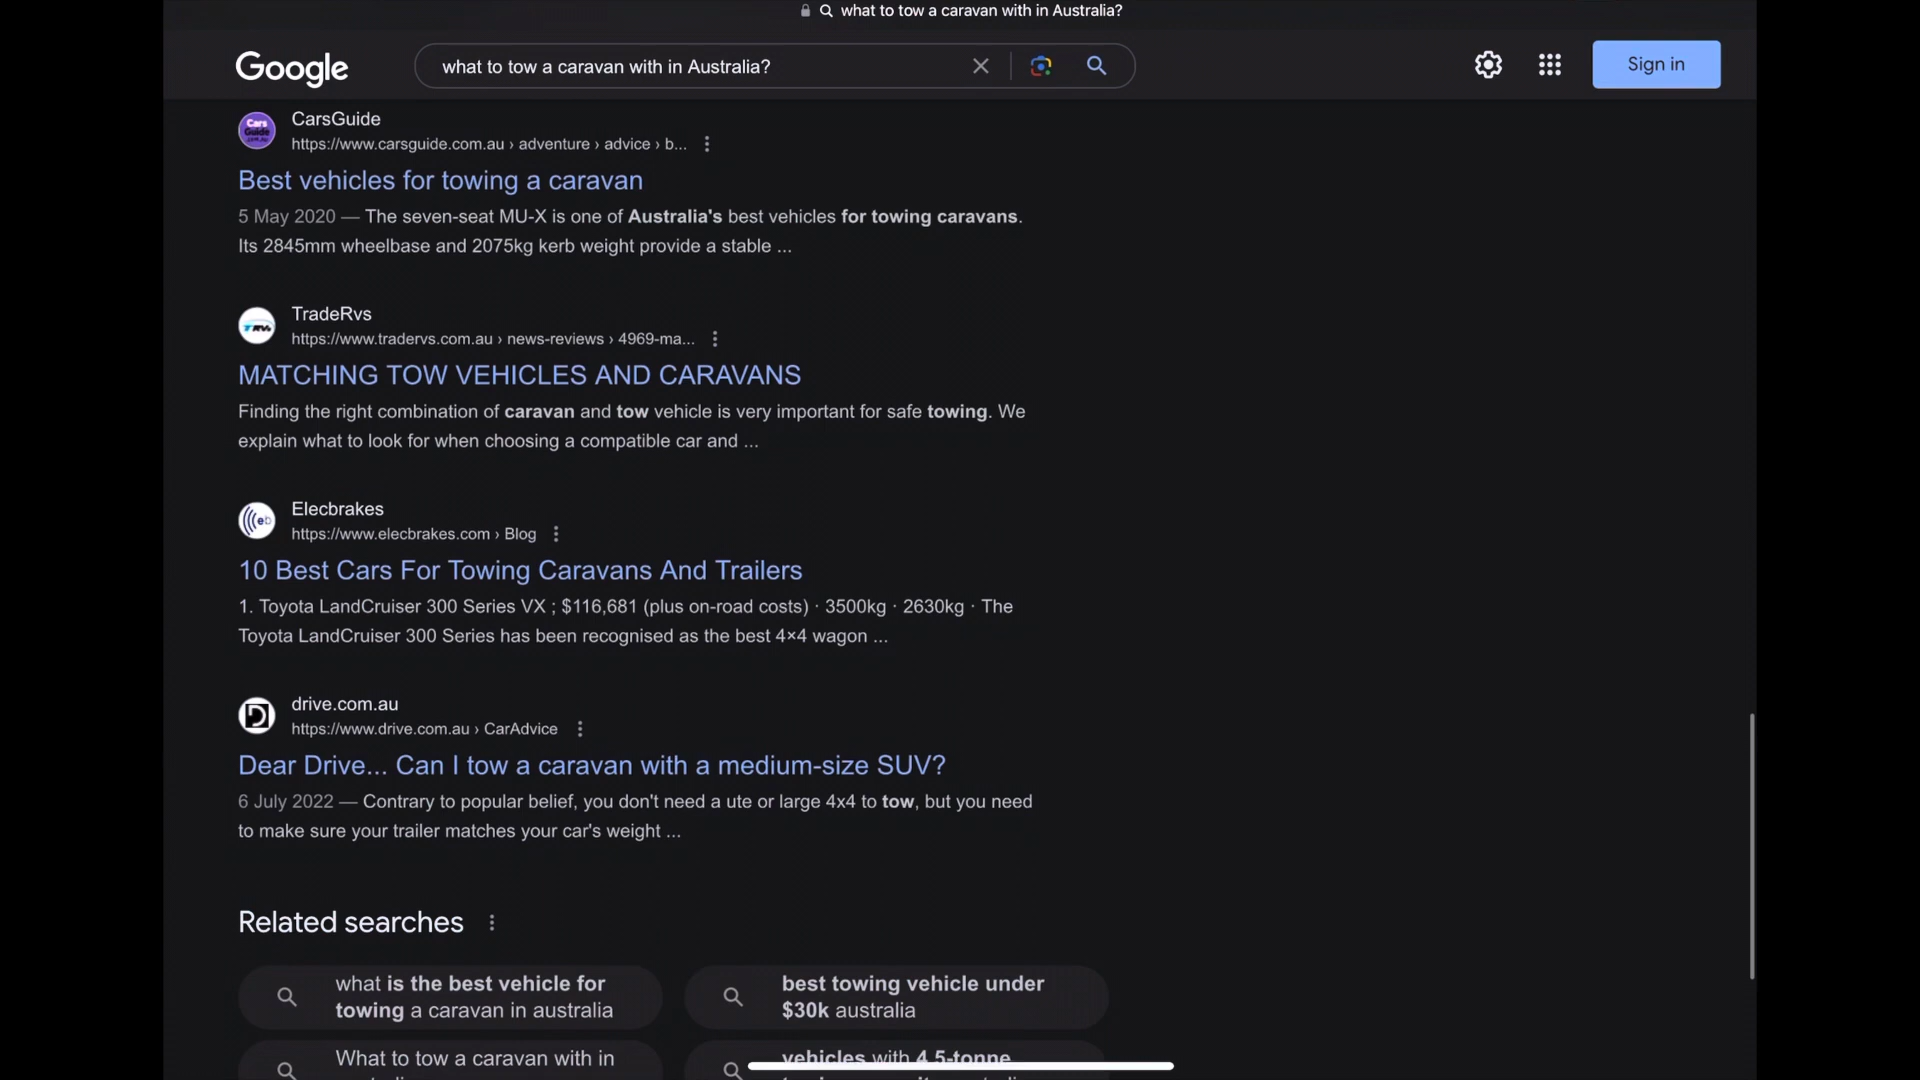 what to tow a caravan with in Australia?
Google
what to tow a caravan with in Australia?
Sign in
CarsGuide
https://www.carsguide.com.au › adventure › advice › b...
Best vehicles for towing a caravan
5 May 2020 — The seven-seat MU-X is one of Australia's best vehicles for towing caravans.
Its 2845mm wheelbase and 2075kg kerb weight provide a stable ...
TradeRvs
https://www.tradervs.com.au › news-reviews › 4969-ma...
MATCHING TOW VEHICLES AND CARAVANS
Finding the right combination of caravan and tow vehicle is very important for safe towing. We
explain what to look for when choosing a compatible car and ...
Elecbrakes
https://www.elecbrakes.com › Blog
10 Best Cars For Towing Caravans And Trailers
1. Toyota LandCruiser 300 Series VX ; $116,681 (plus on-road costs) · 3500kg · 2630kg · The
Toyota LandCruiser 300 Series has been recognised as the best 4×4 wagon ...
drive.com.au
https://www.drive.com.au › CarAdvice
Dear Drive... Can I tow a caravan with a medium-size SUV?
6 July 2022 — Contrary to popular belief, you don't need a ute or large 4x4 to tow, but you need
to make sure your trailer matches your car's weight ...
Related searches
what is the best vehicle for
towing a caravan in australia
best towing vehicle under
$30k australia
What to tow a caravan with in
vehicles with 4.5-tonne